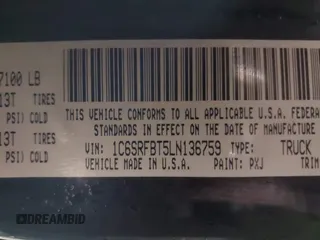 7100 LB
13T TIRES
PSI) COLD
13T TIRES
PSI) COLD
THIS VEHICLE CONFORMS TO ALL APPLICABLE U.S.A. FEDERAL
STANDARDS IN EFFECT ON THE DATE OF MANUFACTURE
VIN: 1C6SRFBT5LN136759 TYPE: TRUCK
VEHICLE MADE IN U.S.A. PAINT: PXJ TRIM
DREAMBID